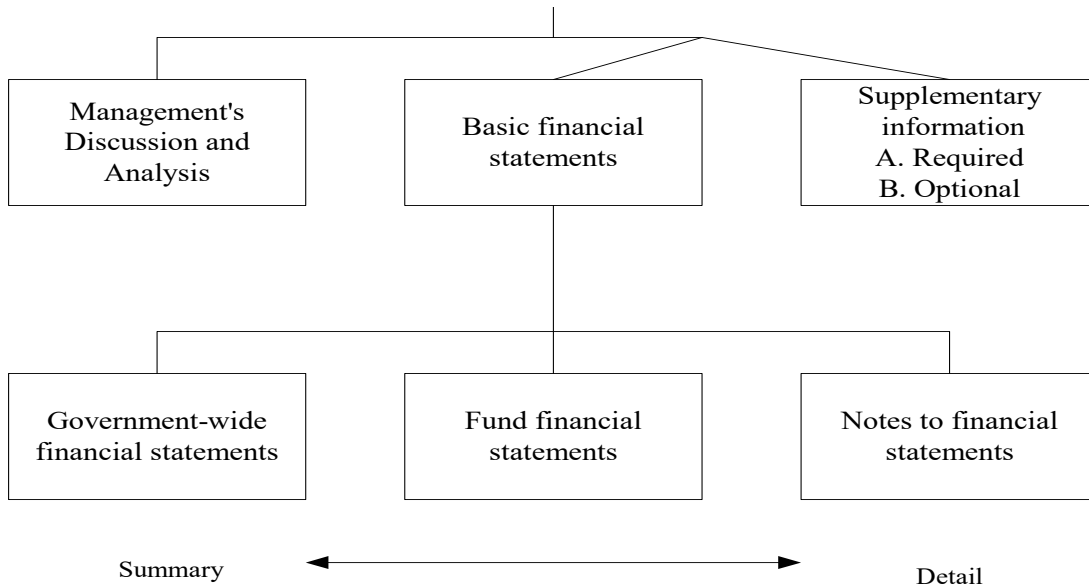 Management's
Discussion and
Analysis
Basic financial
statements
Supplementary
information
A. Required
B. Optional
Government-wide
financial statements
Fund financial
statements
Notes to financial
statements
Summary
Detail